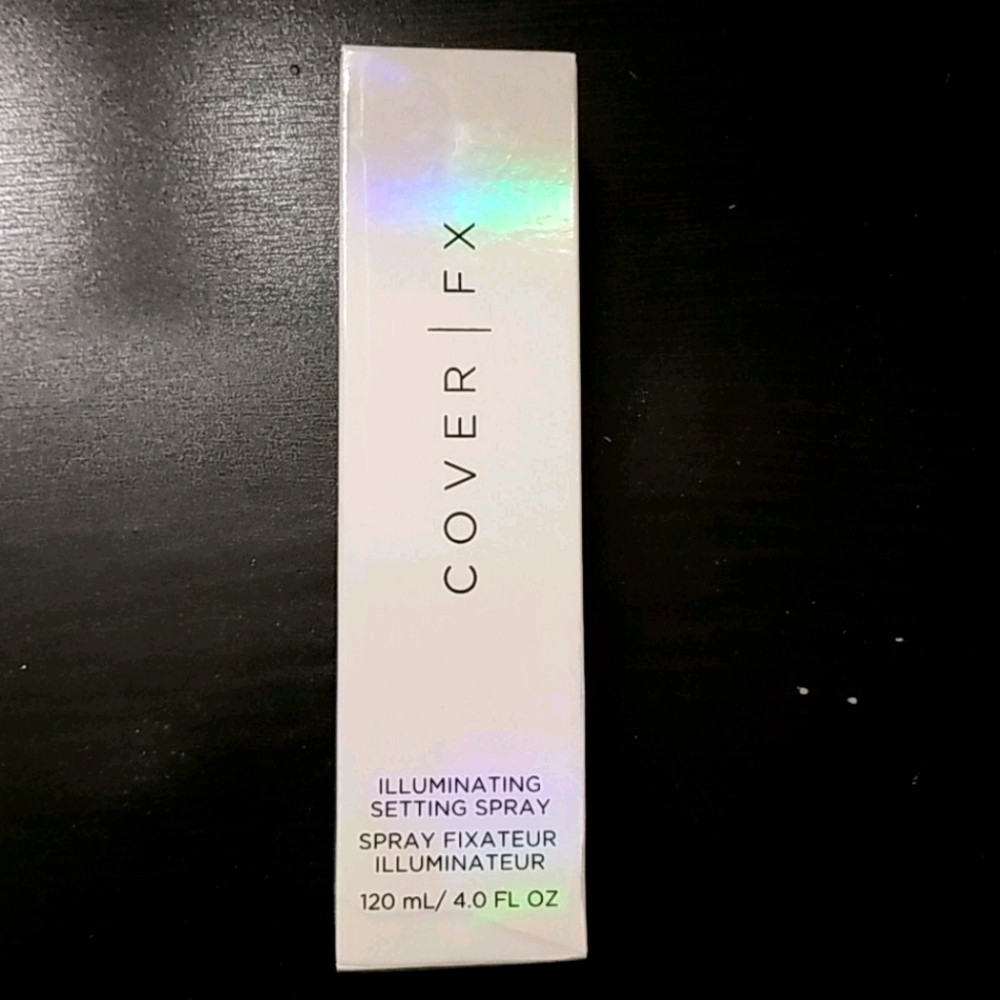 COVER | FX
ILLUMINATING
SETTING SPRAY
SPRAY FIXATEUR
ILLUMINATEUR
120 mL/ 4.0 FL OZ